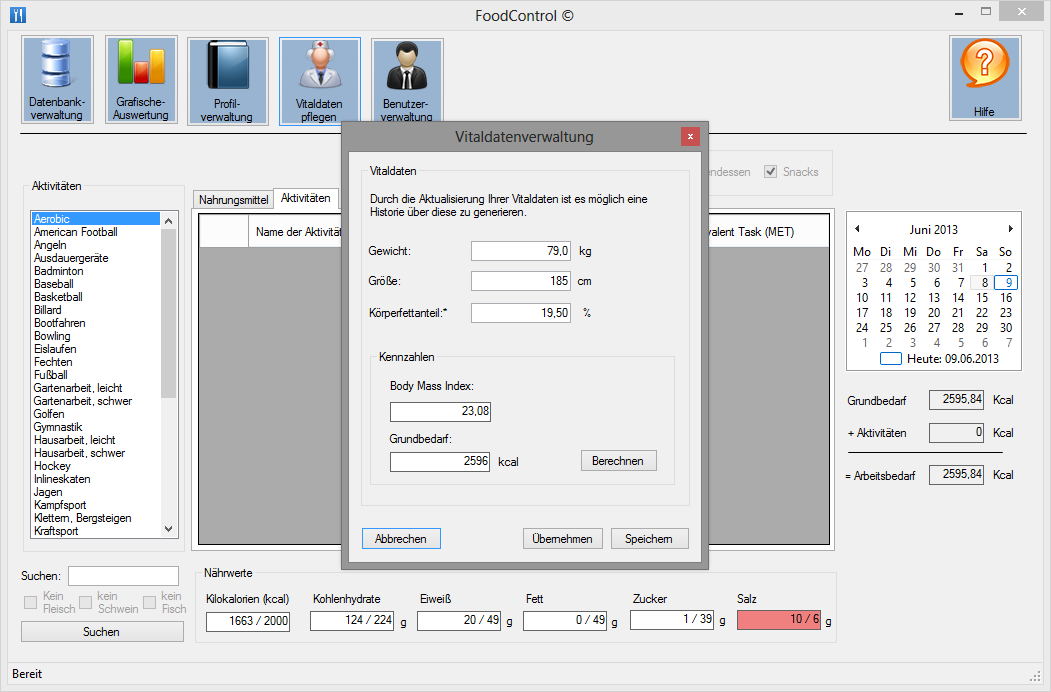 FoodControl ©
Datenbank-
verwaltung
Grafische-
Auswertung
Profil-
verwaltung
Vitaldaten
pflegen
Benutzer-
verwaltung
Hilfe
Vitaldatenverwaltung
Snacks
Aktivitäten
Aerobic
American Football
Angeln
Ausdauergeräte
Badminton
Baseball
Basketball
Billard
Bootfahren
Bowling
Eislaufen
Fechten
Fußball
Gartenarbeit, leicht
Gartenarbeit, schwer
Golfen
Gymnastik
Hausarbeit, leicht
Hausarbeit, schwer
Hockey
Inlineskaten
Jagen
Kampfsport
Klettern, Bergsteigen
Kraftsport
Nahrungsmittel Aktivitäten
Name der Aktivität
valent Task (MET)
Vitaldaten
Durch die Aktualisierung Ihrer Vitaldaten ist es möglich eine
Historie über diese zu generieren.
Gewicht: 79,0 kg
Größe: 185 cm
Körperfettanteil:* 19,50 %
Kennzahlen
Body Mass Index:
23,08
Grundbedarf:
2596 kcal Berechnen
Abbrechen Übernehmen Speichern
Juni 2013
Mo Di Mi Do Fr Sa So
27 28 29 30 31 1 2
3 4 5 6 7 8 9
10 11 12 13 14 15 16
17 18 19 20 21 22 23
24 25 26 27 28 29 30
1 2 3 4 5 6 7
Heute: 09.06.2013
Grundbedarf 2595,84 Kcal
+ Aktivitäten 0 Kcal
= Arbeitsbedarf 2595,84 Kcal
Suchen:
Kein
Fleisch
kein
Schwein
kein
Fisch
Suchen
Nährwerte
Kilokalorien (kcal) Kohlenhydrate Eiweiß Fett Zucker Salz
1663 / 2000 124 / 224 g 20 / 49 g 0 / 49 g 1 / 39 g 10 / 6 g
Bereit